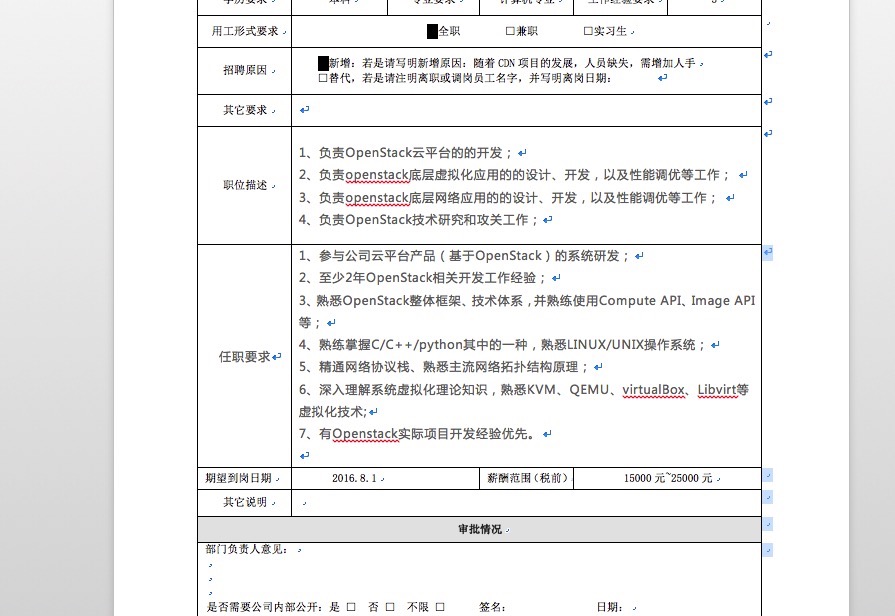 学历要求 本科 专业要求 计算机专业 工作经验要求 3
用工形式要求 ■全职 □兼职 □实习生
招聘原因 ■新增：若是请写明新增原因：随着 CDN 项目的发展，人员缺失，需增加人手
□替代，若是请注明离职或调岗员工名字，并写明离岗日期：
其它要求
职位描述
1、负责OpenStack云平台的的开发；
2、负责openstack底层虚拟化应用的的设计、开发，以及性能调优等工作；
3、负责openstack底层网络应用的的设计、开发，以及性能调优等工作；
4、负责OpenStack技术研究和攻关工作；
任职要求
1、参与公司云平台产品（基于OpenStack）的系统研发；
2、至少2年OpenStack相关开发工作经验；
3、熟悉OpenStack整体框架、技术体系，并熟练使用Compute API、Image API
等；
4、熟练掌握C/C++/python其中的一种，熟悉LINUX/UNIX操作系统；
5、精通网络协议栈、熟悉主流网络拓扑结构原理；
6、深入理解系统虚拟化理论知识，熟悉KVM、QEMU、virtualBox、Libvirt等
虚拟化技术;
7、有Openstack实际项目开发经验优先。
期望到岗日期 2016.8.1 薪酬范围（税前） 15000 元~25000 元
其它说明
审批情况
部门负责人意见：
是否需要公司内部公开：是 □ 否 □ 不限 □ 签名： 日期：